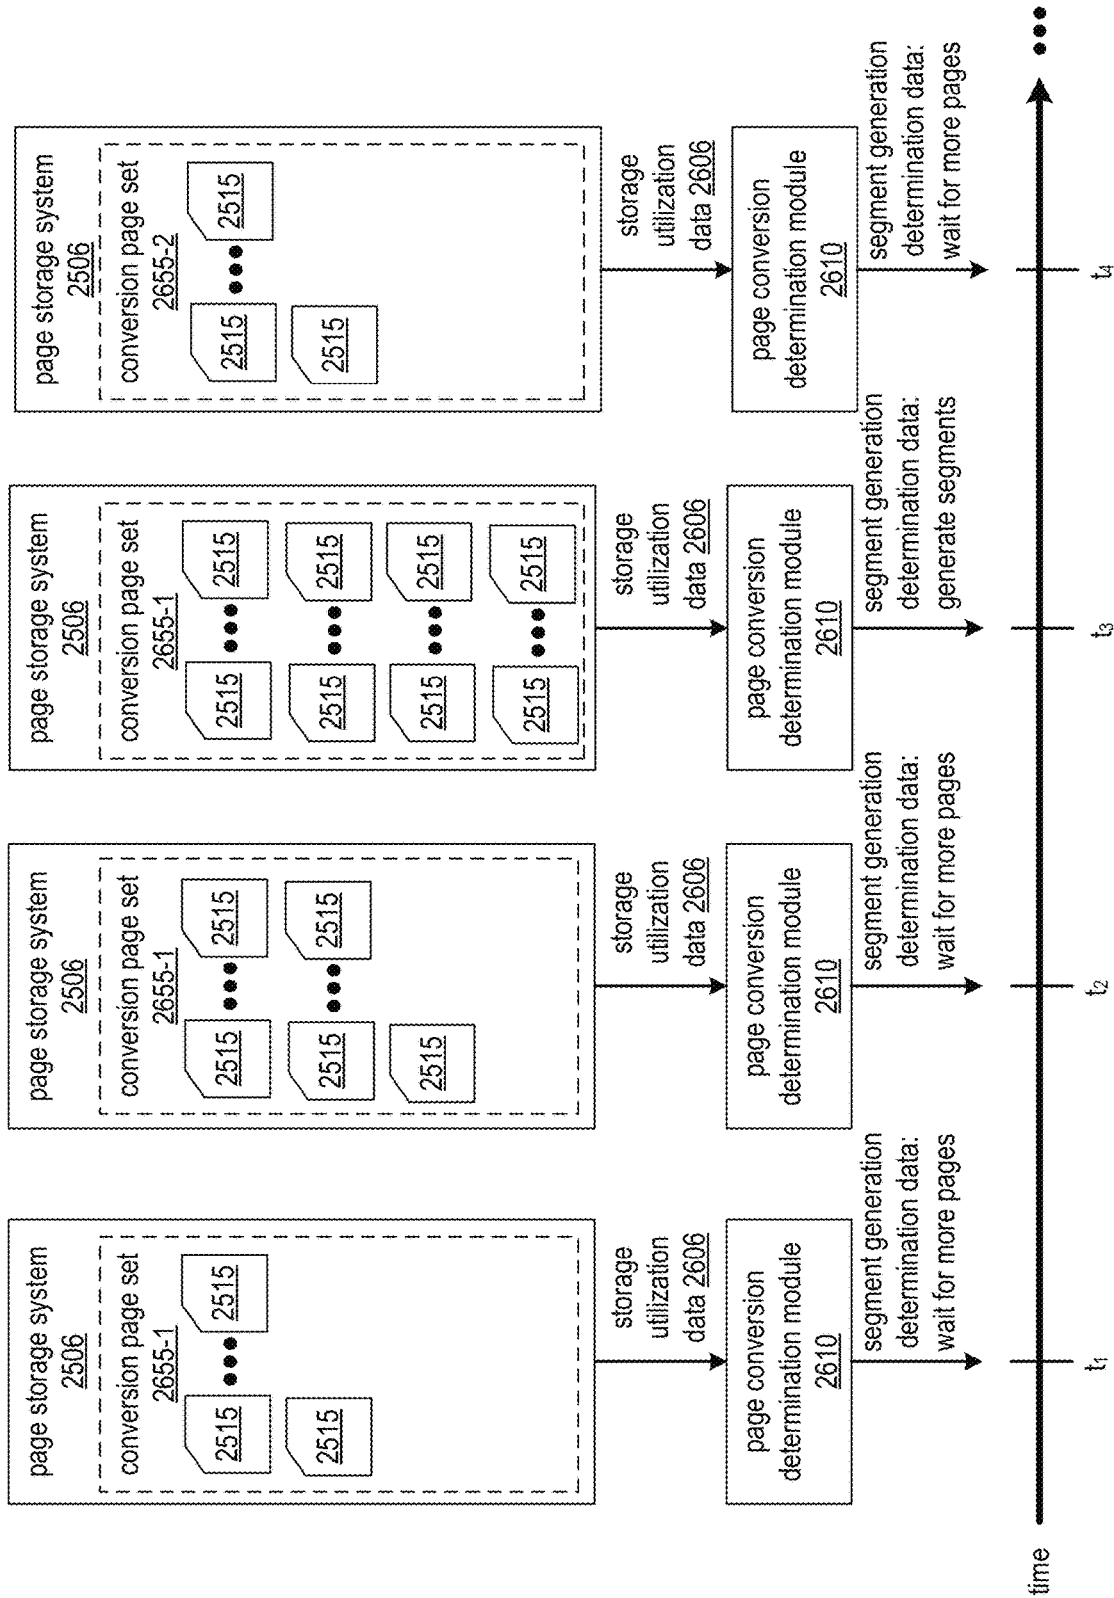 page storage system
2506
conversion page set
2655-1
2515 ••• 2515
2515
storage
utilization
data 2606
page conversion
determination module
2610
segment generation
determination data:
wait for more pages
t1
page storage system
2506
conversion page set
2655-1
2515 ••• 2515
2515 ••• 2515
2515
storage
utilization
data 2606
page conversion
determination module
2610
segment generation
determination data:
wait for more pages
t2
page storage system
2506
conversion page set
2655-1
2515 ••• 2515
2515 ••• 2515
2515 ••• 2515
2515 ••• 2515
storage
utilization
data 2606
page conversion
determination module
2610
segment generation
determination data:
generate segments
t3
page storage system
2506
conversion page set
2655-2
2515 ••• 2515
2515
storage
utilization
data 2606
page conversion
determination module
2610
segment generation
determination data:
wait for more pages
t4
time •••